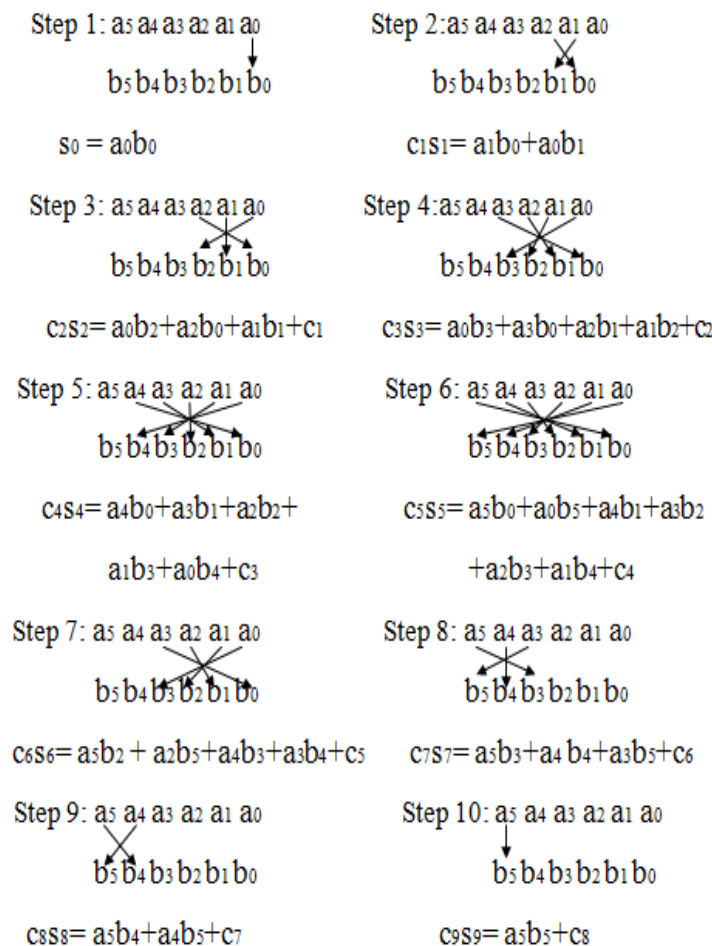 Step 1: a5 a4 a3 a2 a1 a0
b5 b4 b3 b2 b1 b0
s0 = a0b0
Step 2: a5 a4 a3 a2 a1 a0
b5 b4 b3 b2 b1 b0
c1s1= a1b0+a0b1
Step 3: a5 a4 a3 a2 a1 a0
b5 b4 b3 b2 b1 b0
c2s2= a0b2+a2b0+a1b1+c1
Step 4: a5 a4 a3 a2 a1 a0
b5 b4 b3 b2 b1 b0
c3s3= a0b3+a3b0+a2b1+a1b2+c2
Step 5: a5 a4 a3 a2 a1 a0
b5 b4 b3 b2 b1 b0
c4s4= a4b0+a3b1+a2b2+
a1b3+a0b4+c3
Step 6: a5 a4 a3 a2 a1 a0
b5 b4 b3 b2 b1 b0
c5s5= a5b0+a0b5+a4b1+a3b2
+a2b3+a1b4+c4
Step 7: a5 a4 a3 a2 a1 a0
b5 b4 b3 b2 b1 b0
c6s6= a5b2 + a2b5+a4b3+a3b4+c5
Step 8: a5 a4 a3 a2 a1 a0
b5 b4 b3 b2 b1 b0
c7s7= a5b3+a4 b4+a3b5+c6
Step 9: a5 a4 a3 a2 a1 a0
b5 b4 b3 b2 b1 b0
c8s8= a5b4+a4b5+c7
Step 10: a5 a4 a3 a2 a1 a0
b5 b4 b3 b2 b1 b0
c9s9= a5b5+c8